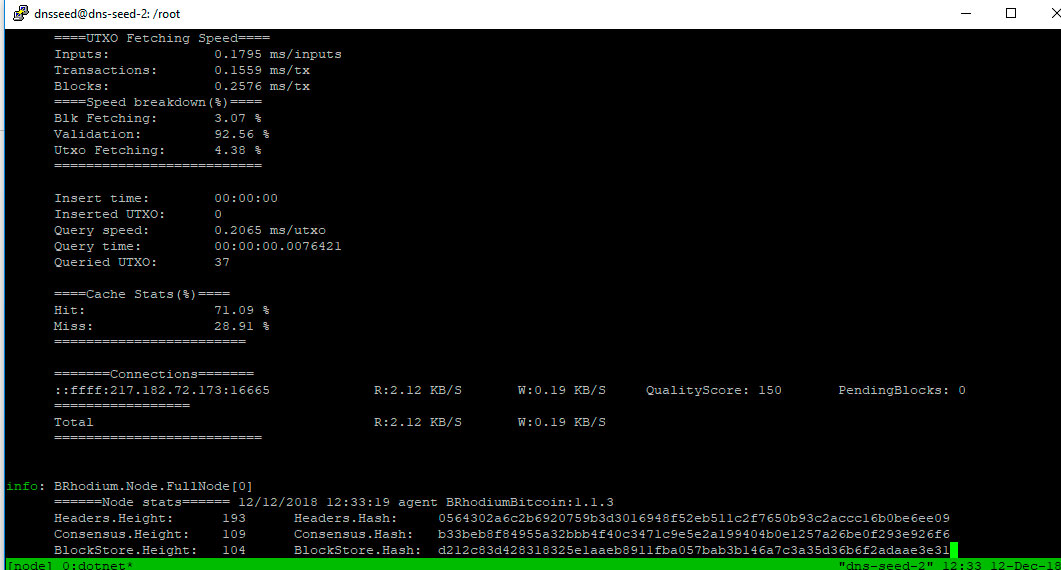 dnsseed@dns-seed-2: /root
====UTXO Fetching Speed====
Inputs: 0.1795 ms/inputs
Transactions: 0.1559 ms/tx
Blocks: 0.2576 ms/tx
====Speed breakdown(%)====
Blk Fetching: 3.07 %
Validation: 92.56 %
Utxo Fetching: 4.38 %
==========================
Insert time: 00:00:00
Inserted UTXO: 0
Query speed: 0.2065 ms/utxo
Query time: 00:00:00.0076421
Queried UTXO: 37
====Cache Stats(%)====
Hit: 71.09 %
Miss: 28.91 %
========================
=======Connections=======
::ffff:217.182.72.173:16665 R:2.12 KB/S W:0.19 KB/S QualityScore: 150 PendingBlocks: 0
=================
Total R:2.12 KB/S W:0.19 KB/S
==========================
info: BRhodium.Node.FullNode[0]
======Node stats====== 12/12/2018 12:33:19 agent BRhodiumBitcoin:1.1.3
Headers.Height: 193 Headers.Hash: 0564302a6c2b6920759b3d3016948f52eb511c2f7650b93c2accc16b0be6ee09
Consensus.Height: 109 Consensus.Hash: b33beb8f84955a32bbb4f40c3471c9e5e2a199404b0e1257a26be0f293e926f6
BlockStore.Height: 104 BlockStore.Hash: d212c83d428318325e1aaeb8911fba057bab3b146a7c3a35d36b6f2adaae3e31
[node] 0:dotnet* "dns-seed-2" 12:33 12-Dec-18